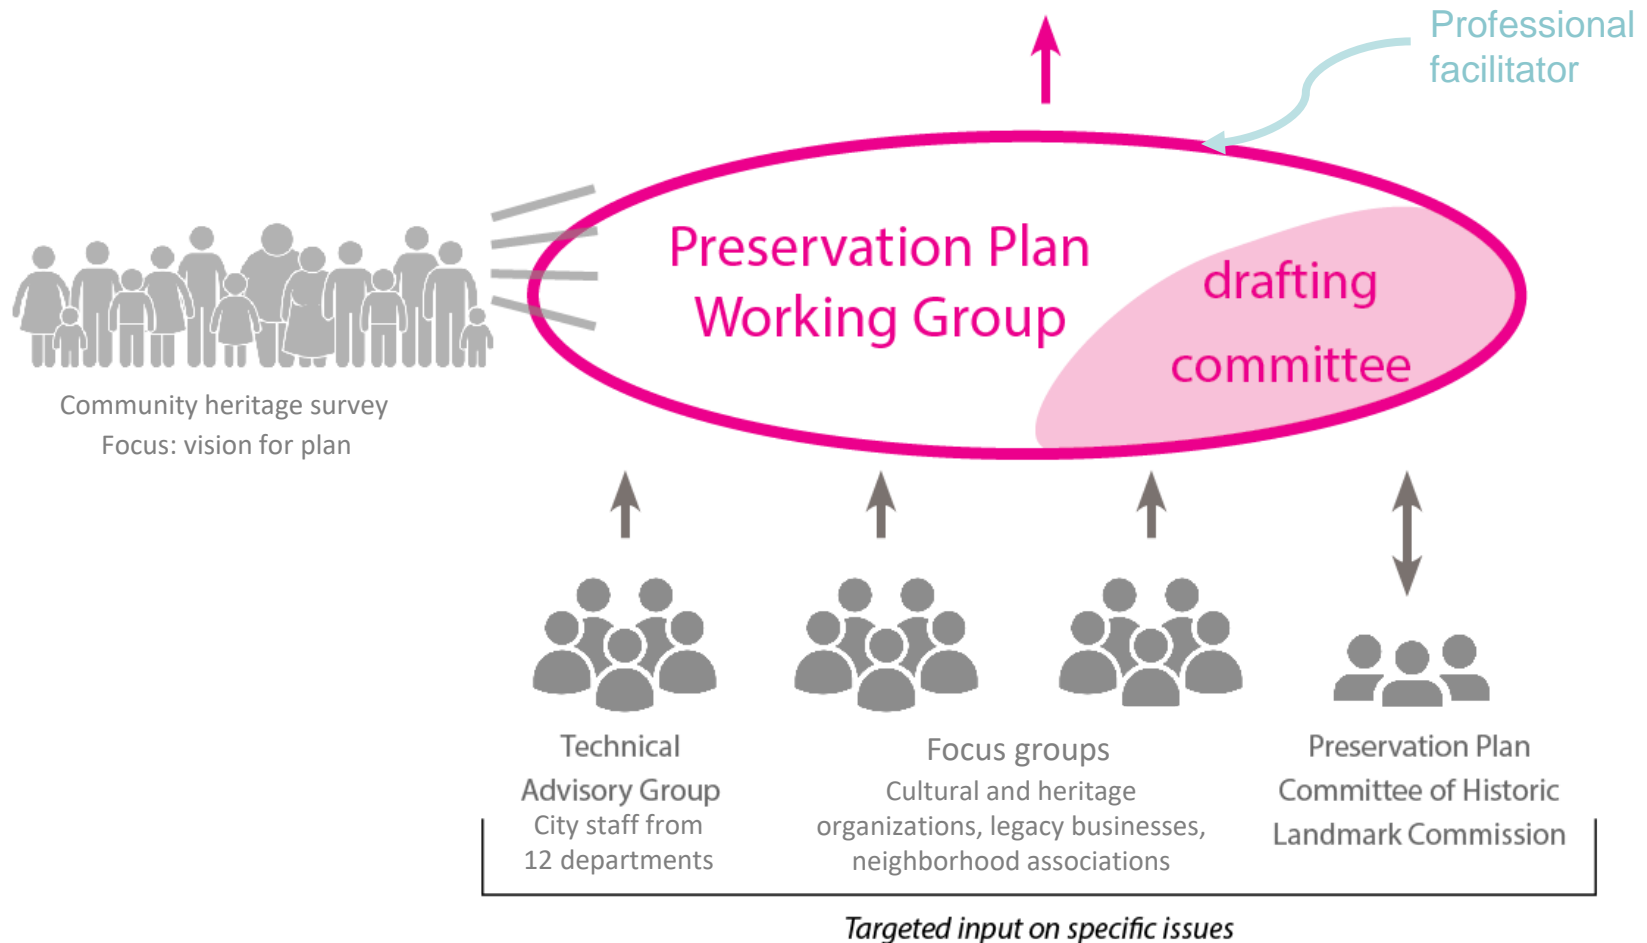 Professional
facilitator
Preservation Plan
Working Group
drafting
committee
Community heritage survey
Focus: vision for plan
Technical
Advisory Group
City staff from
12 departments
Focus groups
Cultural and heritage
organizations, legacy businesses,
neighborhood associations
Preservation Plan
Committee of Historic
Landmark Commission
Targeted input on specific issues